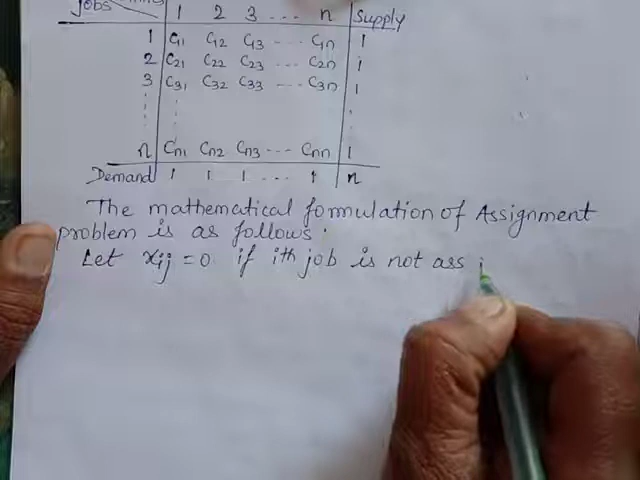 jobs 1 2 3 .... n Supply
1 C11 C12 C13 ... C1n 1
2 C21 C22 C23 ... C2n 1
3 C31 C32 C33 ... C3n 1
n Cn1 Cn2 Cn3 ... Cnn 1
Demand 1 1 1 ... 1 n
The mathematical formulation of Assignment
problem is as follows:
Let xij = 0 if ith job is not assi